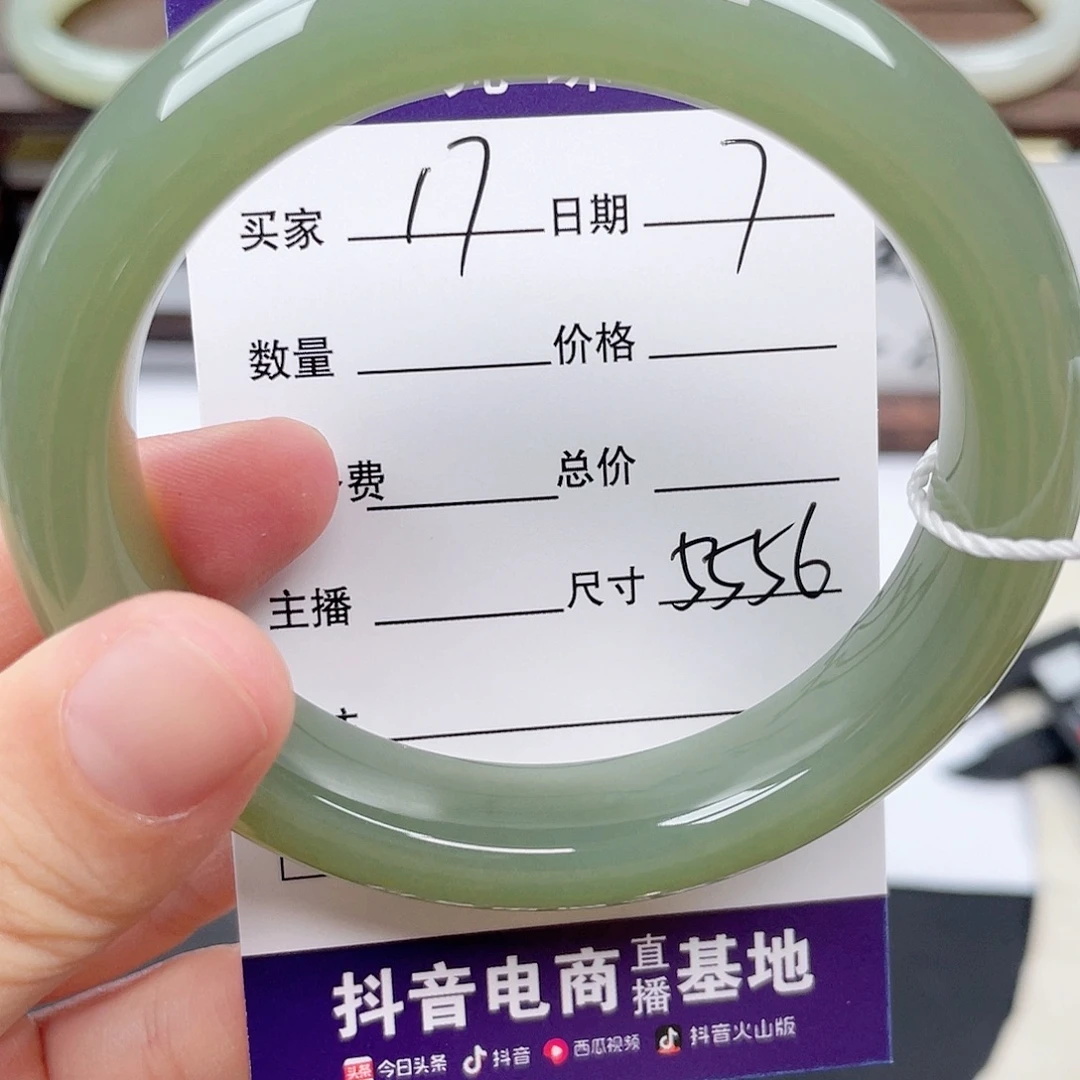 买家 17 日期 7
数量 价格
费 总价
主播 尺寸 5556
抖音电商直播基地
头条 今日头条 抖音 西瓜视频 抖音火山版